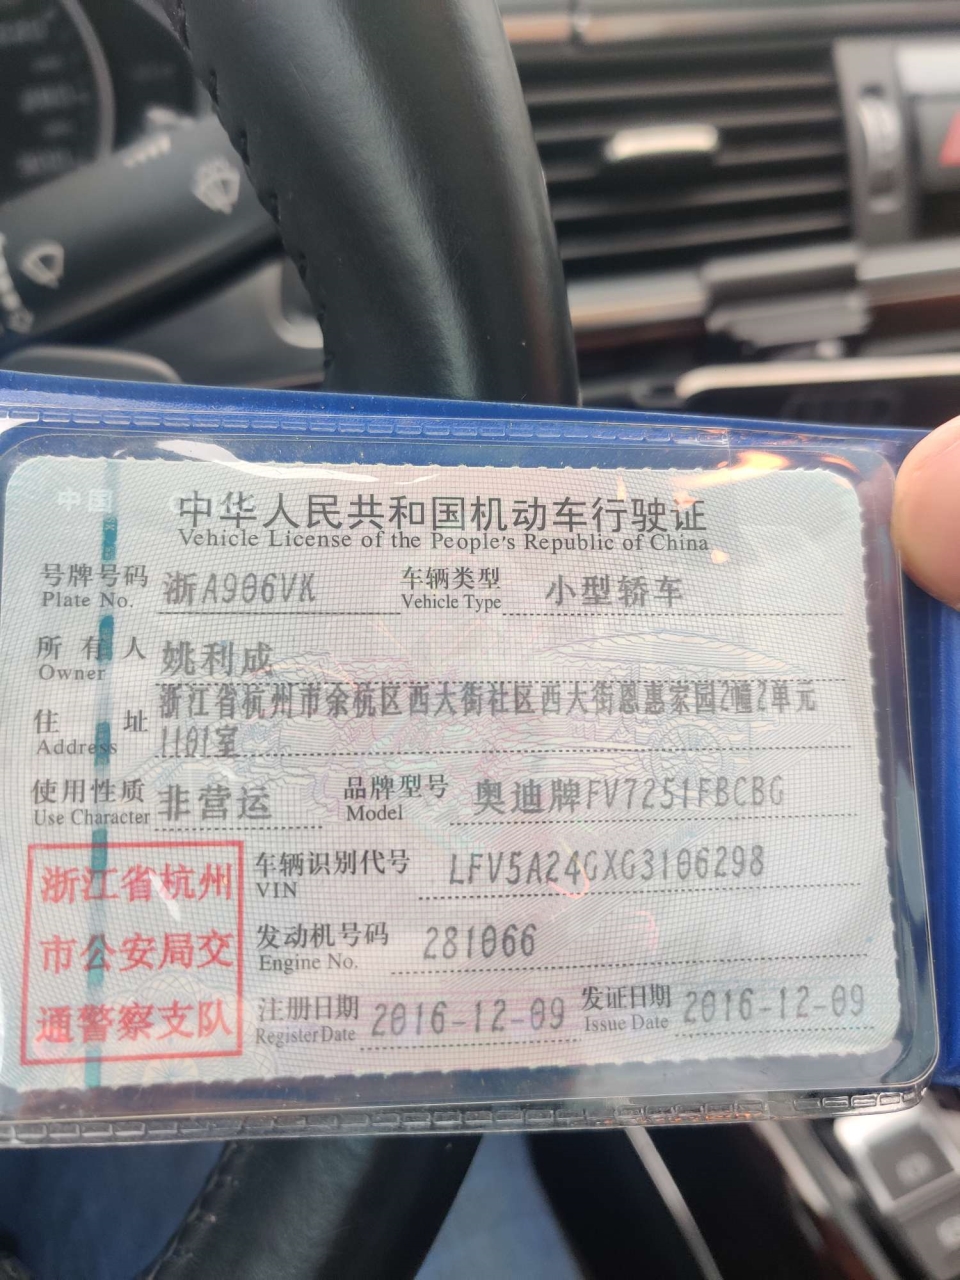 中国
中华人民共和国机动车行驶证
Vehicle License of the People's Republic of China
号牌号码 浙A906VK 车辆类型 小型轿车
Plate No. Vehicle Type
所有人 姚利成
Owner
住址 浙江省杭州市余杭区西大街社区西大街恩惠家园2幢2单元
Address 1101室
使用性质 非营运 品牌型号 奥迪牌FV7251FBCBG
Use Character Model
车辆识别代号 LFV5A24GXG3106298
VIN
发动机号码 281066
Engine No.
注册日期 2016-12-09 发证日期 2016-12-09
Register Date Issue Date
浙江省杭州
市公安局交
通警察支队